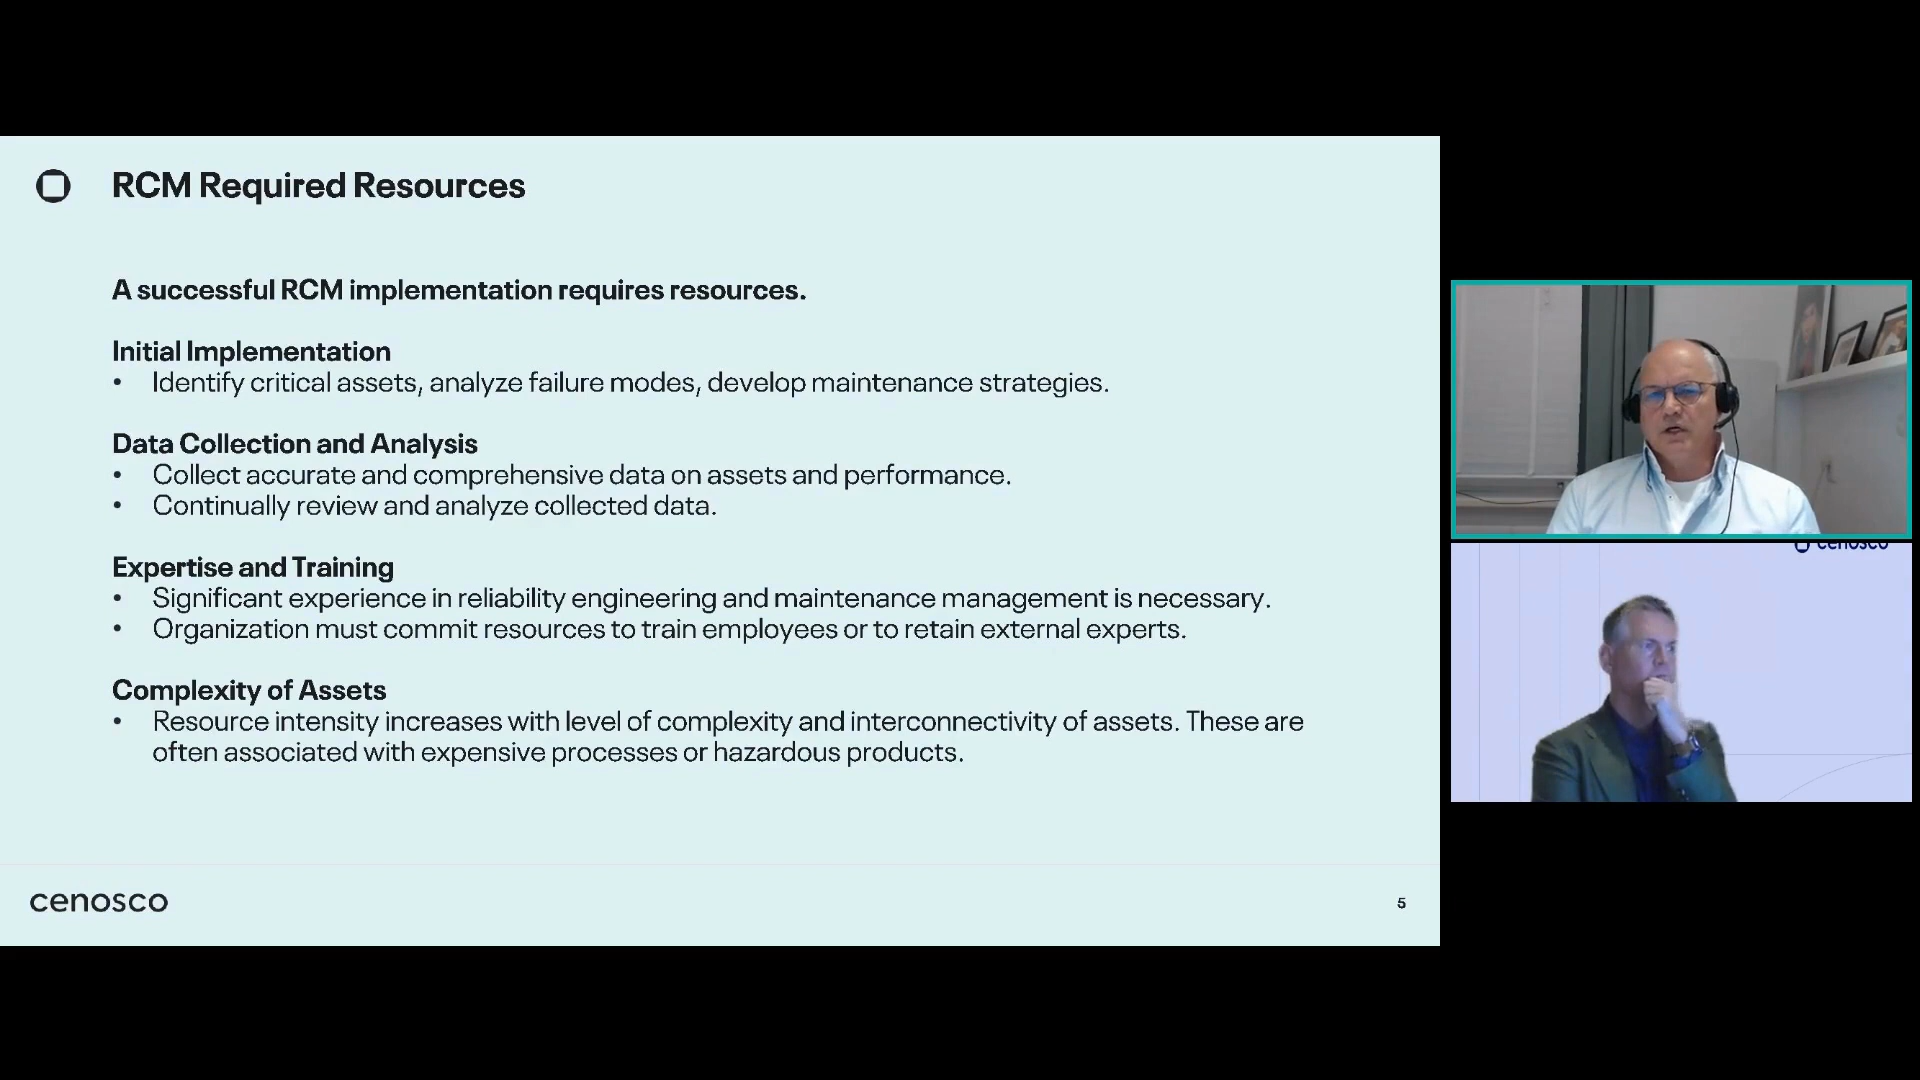 RCM Required Resources
A successful RCM implementation requires resources.
Initial Implementation
• Identify critical assets, analyze failure modes, develop maintenance strategies.
Data Collection and Analysis
• Collect accurate and comprehensive data on assets and performance.
• Continually review and analyze collected data.
Expertise and Training
• Significant experience in reliability engineering and maintenance management is necessary.
• Organization must commit resources to train employees or to retain external experts.
Complexity of Assets
• Resource intensity increases with level of complexity and interconnectivity of assets. These are
often associated with expensive processes or hazardous products.
cenosco
5
cenosco